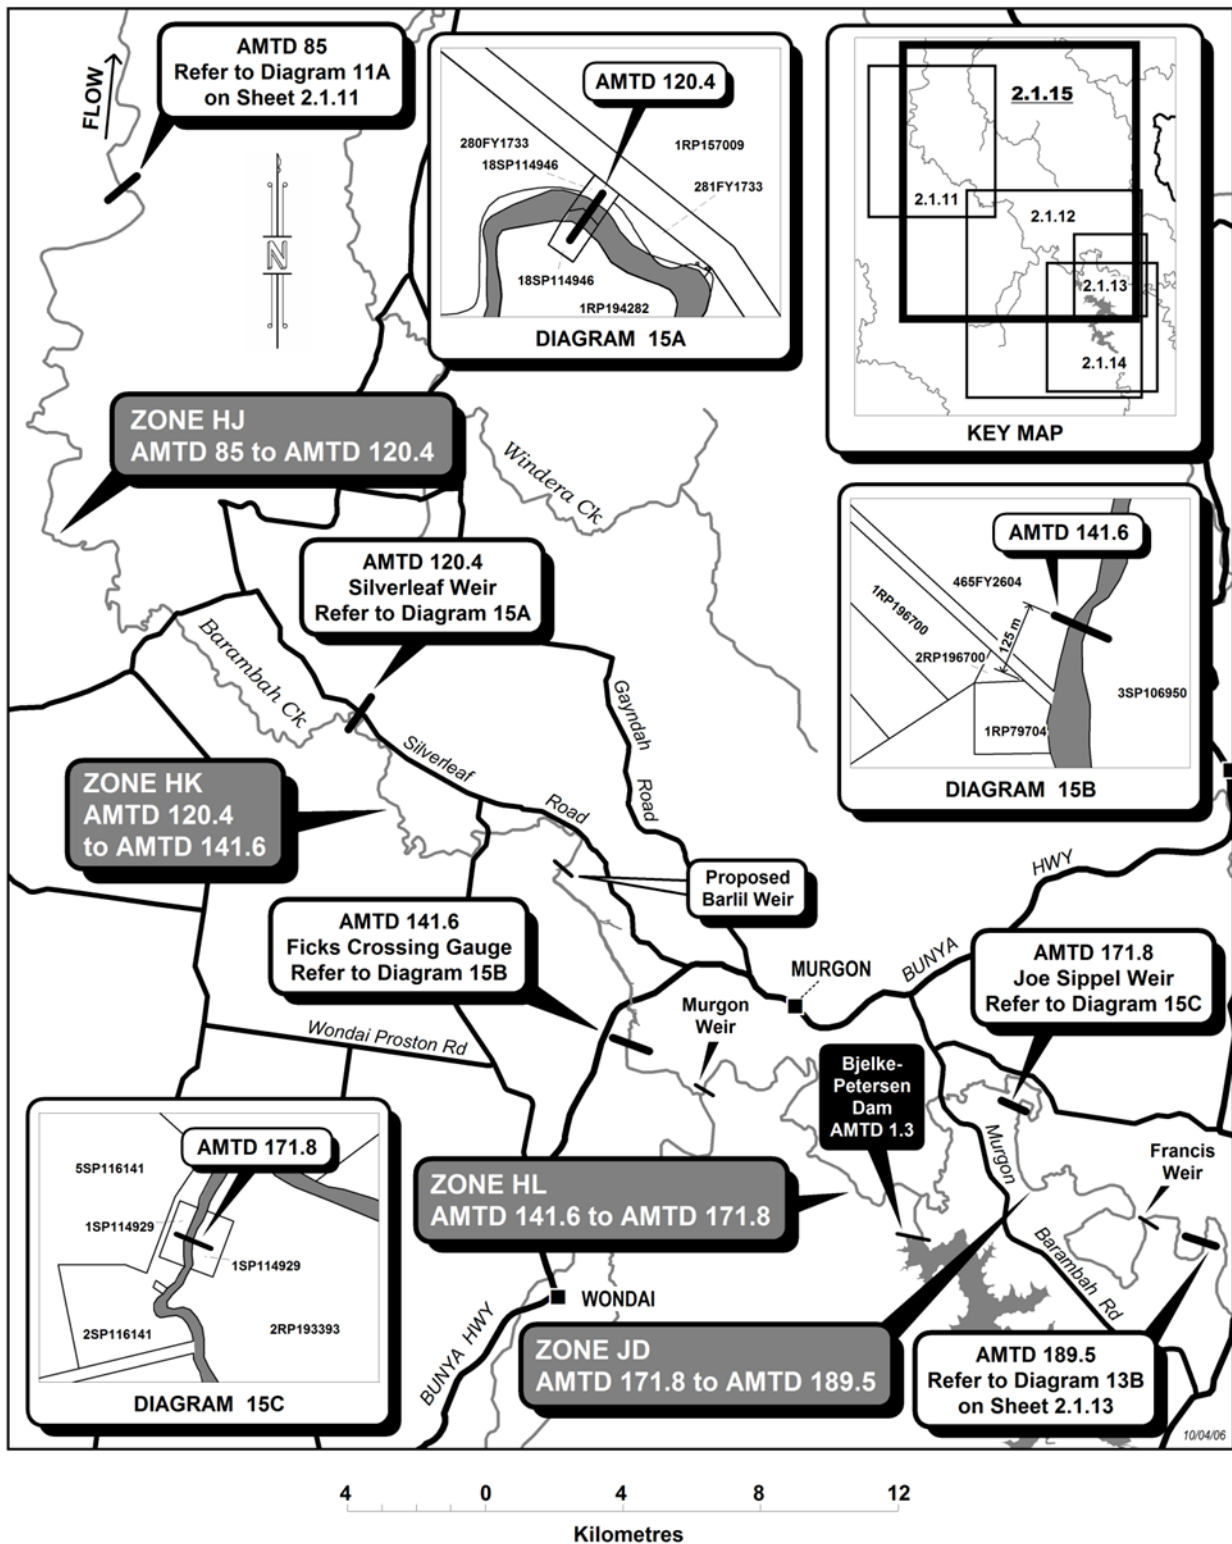 AMTD 85
Refer to Diagram 11A
on Sheet 2.1.11
FLOW
N
AMTD 120.4
280FY1733
18SP114946
1RP157009
281FY1733
18SP114946
1RP194282
DIAGRAM 15A
2.1.15
2.1.11
2.1.12
2.1.13
2.1.14
KEY MAP
ZONE HJ
AMTD 85 to AMTD 120.4
Windera Ck
AMTD 120.4
Silverleaf Weir
Refer to Diagram 15A
AMTD 141.6
465FY2604
1RP196700
125 m
2RP196700
3SP106950
1RP79704
DIAGRAM 15B
Barambah Ck
Gayndah
Road
Silverleaf
Road
ZONE HK
AMTD 120.4
to AMTD 141.6
Proposed
Barlil Weir
HWY
BUNYA
AMTD 141.6
Ficks Crossing Gauge
Refer to Diagram 15B
MURGON
AMTD 171.8
Joe Sippel Weir
Refer to Diagram 15C
Murgon
Weir
Wondai Proston Rd
Bjelke-
Petersen
Dam
AMTD 1.3
AMTD 171.8
5SP116141
1SP114929
1SP114929
2SP116141
2RP193393
DIAGRAM 15C
Murgon
Barambah Rd
Francis
Weir
ZONE HL
AMTD 141.6 to AMTD 171.8
WONDAI
BUNYA HWY
ZONE JD
AMTD 171.8 to AMTD 189.5
AMTD 189.5
Refer to Diagram 13B
on Sheet 2.1.13
10/04/06
4 0 4 8 12
Kilometres